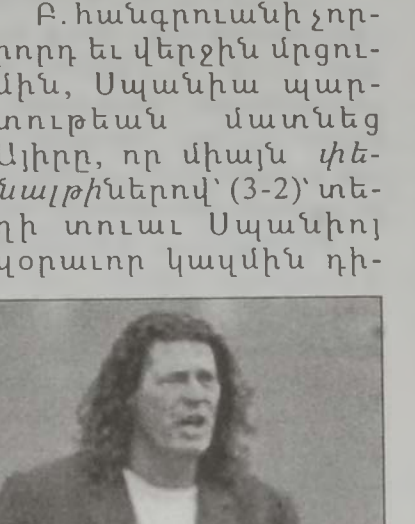 Բ. հանգրուանի չոր-
րորդ եւ վերջին մրցու-
մին, Սպանիա պար-
տութեան մատնեց
Այիրը, որ միայն փե-
նալթիներով՝ (3-2)՝ տե-
ղի տուաւ Սպանիոյ
զօրաւոր կազմին դի-